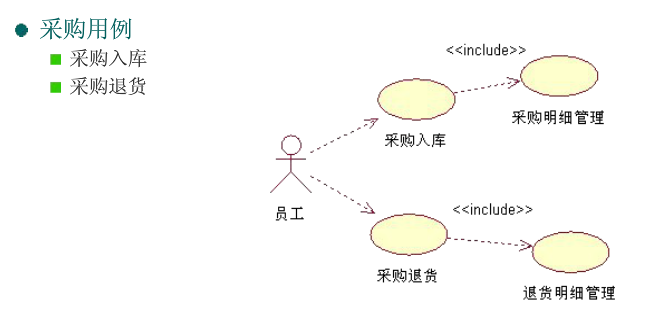 采购用例
采购入库
采购退货
<<include>>
采购明细管理
采购入库
员工
<<include>>
采购退货
退货明细管理